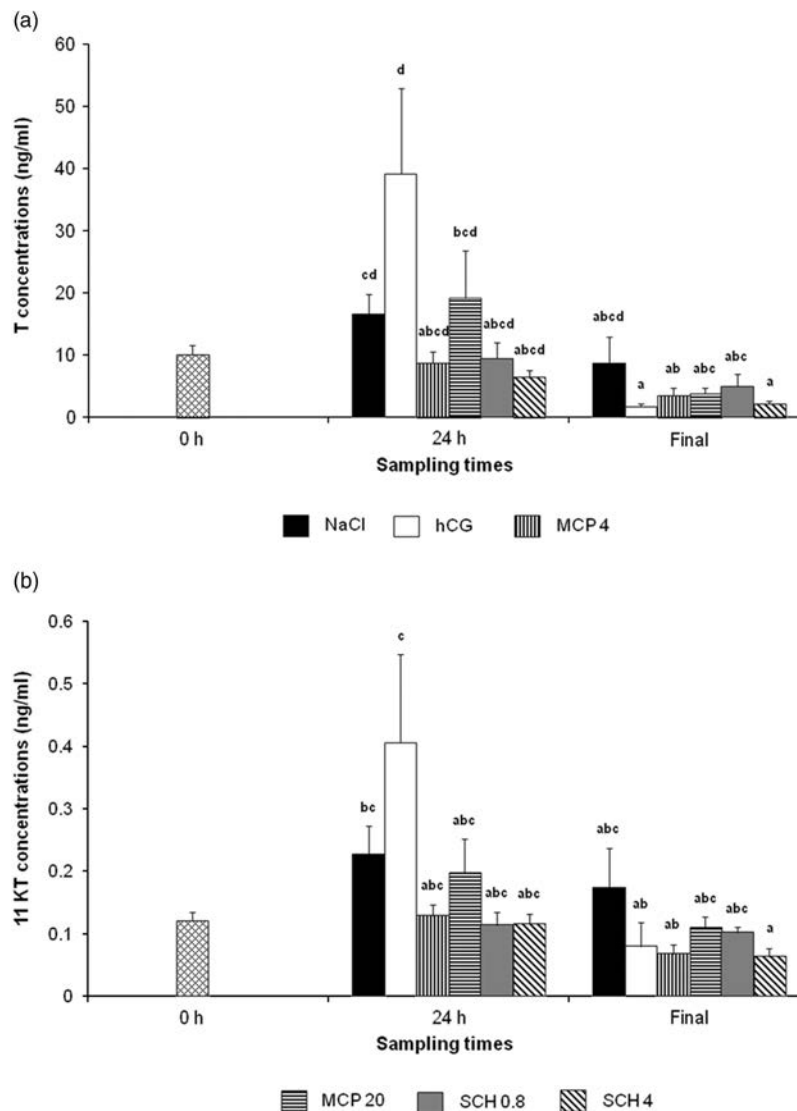 (a)
60
50
40
30
20
10
0
T concentrations (ng/ml)
d
cd
abcd
bcd
abcd
abcd
abcd
a
ab
abc
abc
a
0 h
24 h
Final
Sampling times
NaCl
hCG
MCP 4
(b)
0.6
0.5
0.4
0.3
0.2
0.1
0
11 KT concentrations (ng/ml)
c
bc
abc
abc
abc
abc
abc
ab
ab
abc
abc
a
0 h
24 h
Final
Sampling times
MCP 20
SCH 0.8
SCH 4